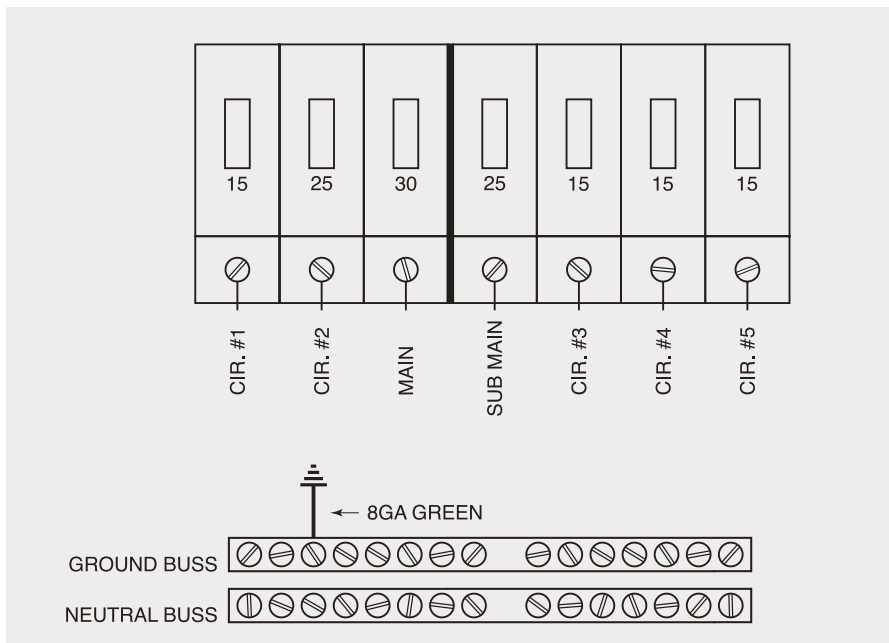 15 25 30 25 15 15 15
CIR. #1 CIR. #2 MAIN SUB MAIN CIR. #3 CIR. #4 CIR. #5
8GA GREEN
GROUND BUSS
NEUTRAL BUSS